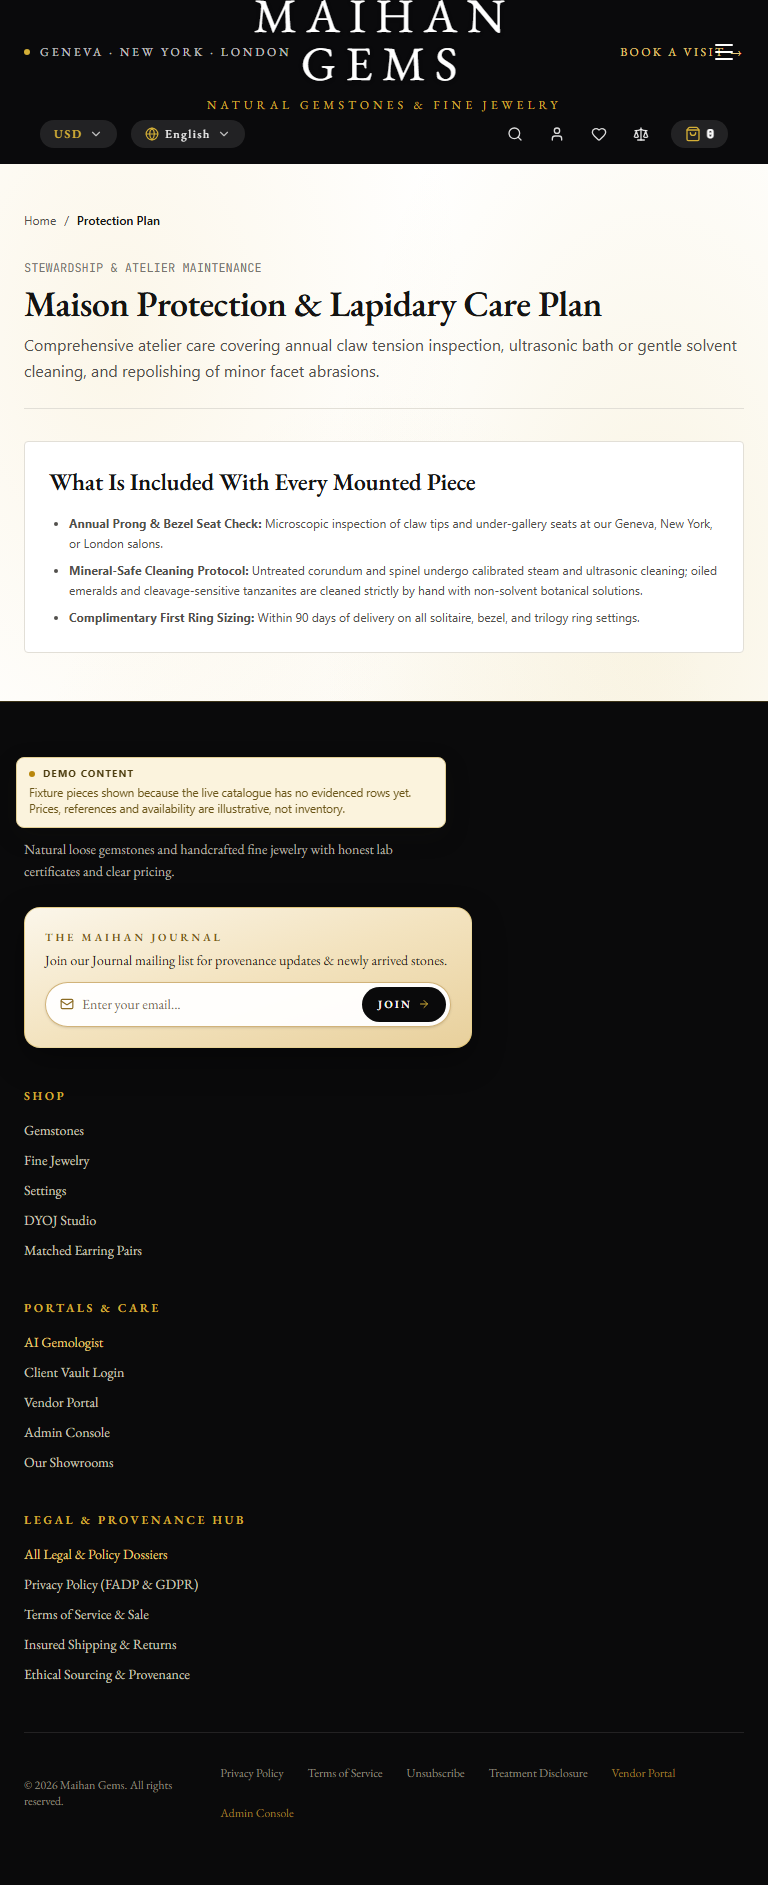 MAIHAN
GEMS
GENEVA · NEW YORK · LONDON
BOOK A VISIT →
NATURAL GEMSTONES & FINE JEWELRY
USD
English
0
Home / Protection Plan
STEWARDSHIP & ATELIER MAINTENANCE
Maison Protection & Lapidary Care Plan
Comprehensive atelier care covering annual claw tension inspection, ultrasonic bath or gentle solvent
cleaning, and repolishing of minor facet abrasions.
What Is Included With Every Mounted Piece
• Annual Prong & Bezel Seat Check: Microscopic inspection of claw tips and under-gallery seats at our Geneva, New York,
or London salons.
• Mineral-Safe Cleaning Protocol: Untreated corundum and spinel undergo calibrated steam and ultrasonic cleaning; oiled
emeralds and cleavage-sensitive tanzanites are cleaned strictly by hand with non-solvent botanical solutions.
• Complimentary First Ring Sizing: Within 90 days of delivery on all solitaire, bezel, and trilogy ring settings.
DEMO CONTENT
Fixture pieces shown because the live catalogue has no evidenced rows yet.
Prices, references and availability are illustrative, not inventory.
Natural loose gemstones and handcrafted fine jewelry with honest lab
certificates and clear pricing.
THE MAIHAN JOURNAL
Join our Journal mailing list for provenance updates & newly arrived stones.
Enter your email...
JOIN →
SHOP
Gemstones
Fine Jewelry
Settings
DYOJ Studio
Matched Earring Pairs
PORTALS & CARE
AI Gemologist
Client Vault Login
Vendor Portal
Admin Console
Our Showrooms
LEGAL & PROVENANCE HUB
All Legal & Policy Dossiers
Privacy Policy (FADP & GDPR)
Terms of Service & Sale
Insured Shipping & Returns
Ethical Sourcing & Provenance
© 2026 Maihan Gems. All rights
reserved.
Privacy Policy
Terms of Service
Unsubscribe
Treatment Disclosure
Vendor Portal
Admin Console